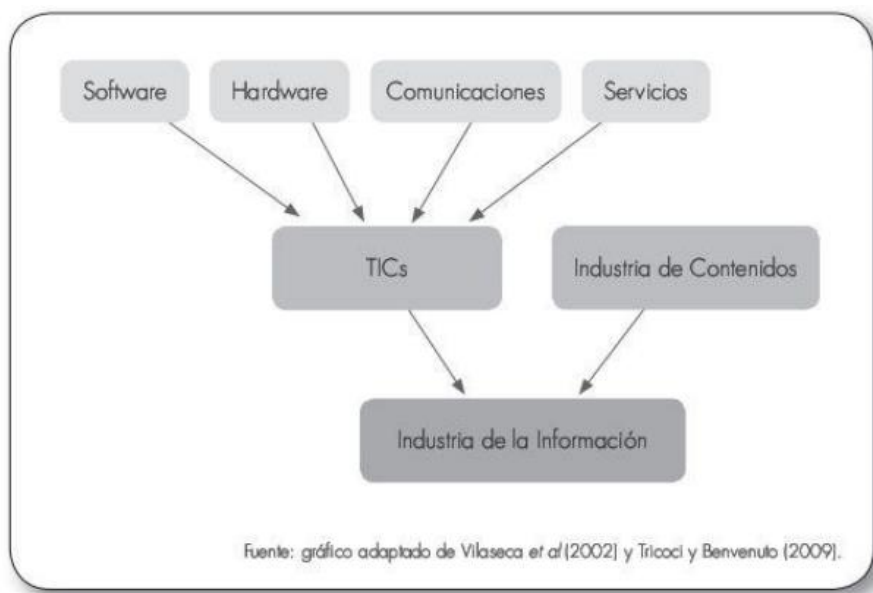 Software
Hardware
Comunicaciones
Servicios
TICs
Industria de Contenidos
Industria de la Información
Fuente: gráfico adaptado de Vilaseca et al (2002) y Tricoci y Benvenuto (2009).